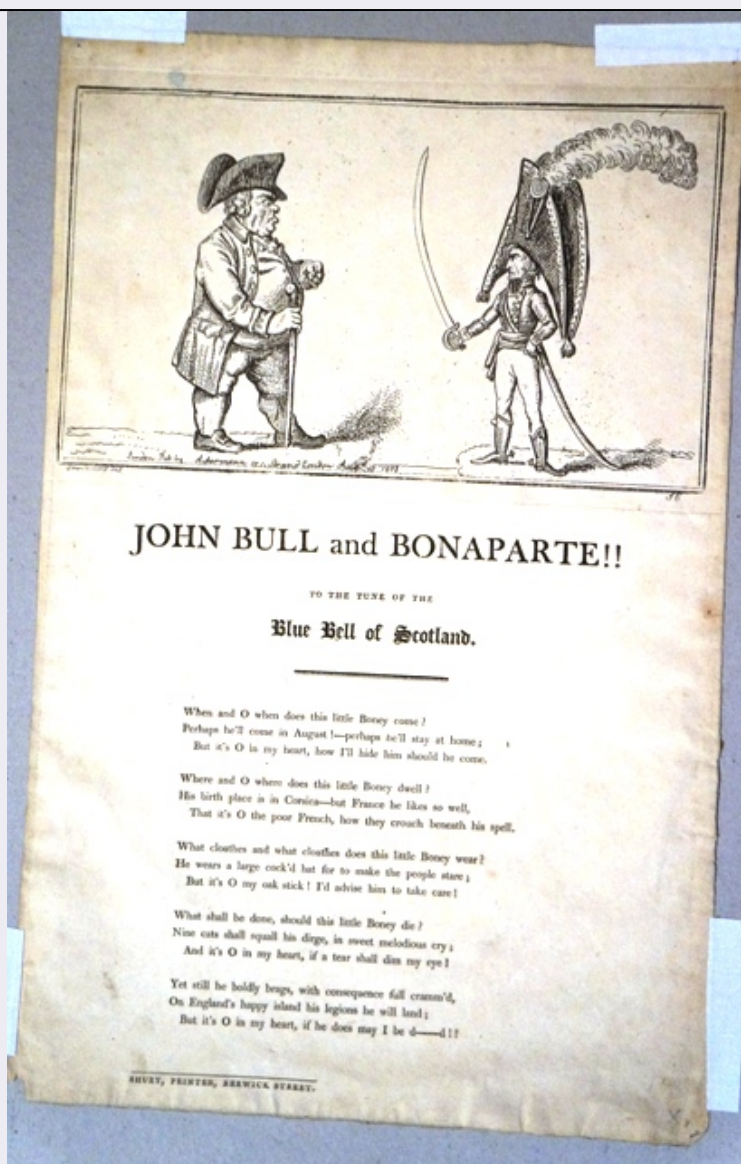 London Pub by Ackermann Strand London
JOHN BULL and BONAPARTE!!
TO THE TUNE OF THE
Blue Bell of Scotland.
When and O when does this little Boney come?
Perhaps he'll come in August!—perhaps he'll stay at home;
But it's O in my heart, how I'll hide him should he come.
Where and O where does this little Boney dwell?
His birth place is in Corsica—but France he likes so well,
That it's O the poor French, how they crouch beneath his spell.
What cloathes and what cloathes does this little Boney wear?
He wears a large cock'd hat for to make the people stare;
But it's O my oak stick! I'd advise him to take care!
What shall be done, should this little Boney die?
Nine cats shall squall his dirge, in sweet melodious cry;
And it's O in my heart, if a tear shall dim my eye!
Yet still he boldly brags, with consequence full cramm'd,
On England's happy island his legions he will land;
But it's O in my heart, if he does may I be d——d!?
SHURY, PRINTER, BERWICK STREET.